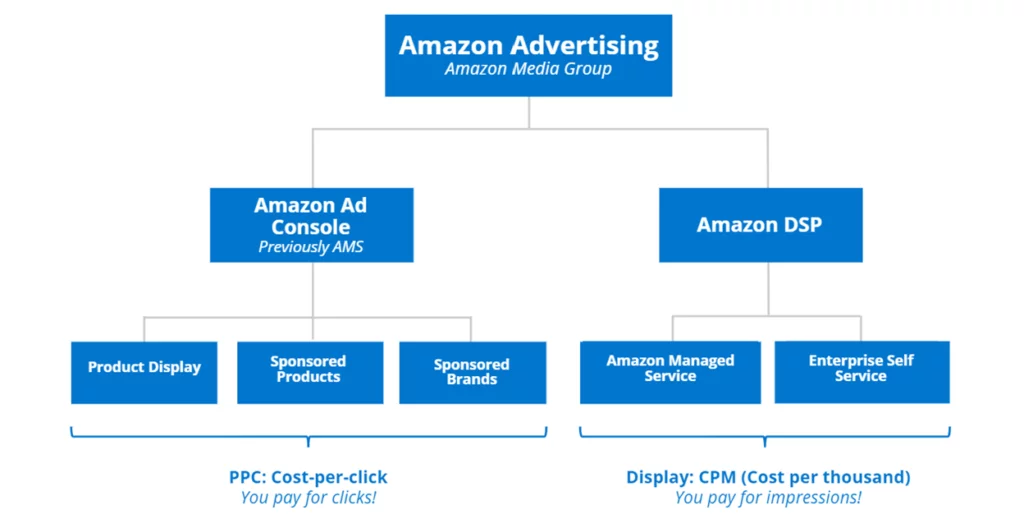 Amazon Advertising
Amazon Media Group
Amazon Ad
Console
Previously AMS
Amazon DSP
Product Display
Sponsored
Products
Sponsored
Brands
Amazon Managed
Service
Enterprise Self
Service
PPC: Cost-per-click
You pay for clicks!
Display: CPM (Cost per thousand)
You pay for impressions!